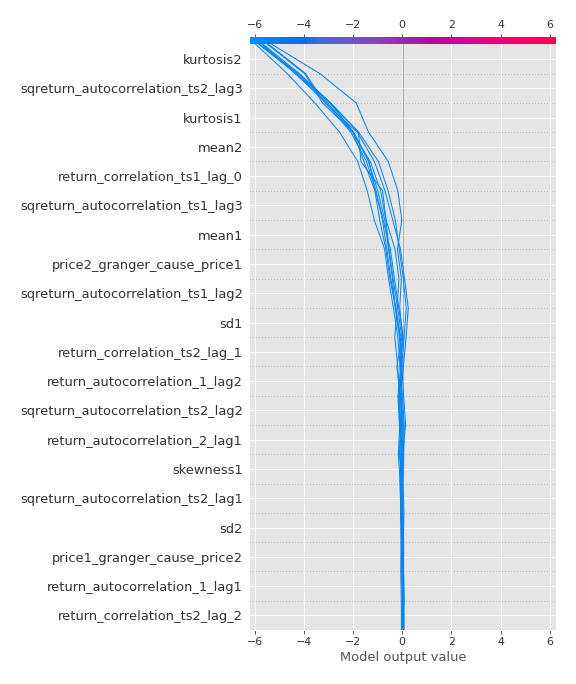 −6 −4 −2 0 2 4 6
kurtosis2
sqreturn_autocorrelation_ts2_lag3
kurtosis1
mean2
return_correlation_ts1_lag_0
sqreturn_autocorrelation_ts1_lag3
mean1
price2_granger_cause_price1
sqreturn_autocorrelation_ts1_lag2
sd1
return_correlation_ts2_lag_1
return_autocorrelation_1_lag2
sqreturn_autocorrelation_ts2_lag2
return_autocorrelation_2_lag1
skewness1
sqreturn_autocorrelation_ts2_lag1
sd2
price1_granger_cause_price2
return_autocorrelation_1_lag1
return_correlation_ts2_lag_2
−6 −4 −2 0 2 4 6
Model output value